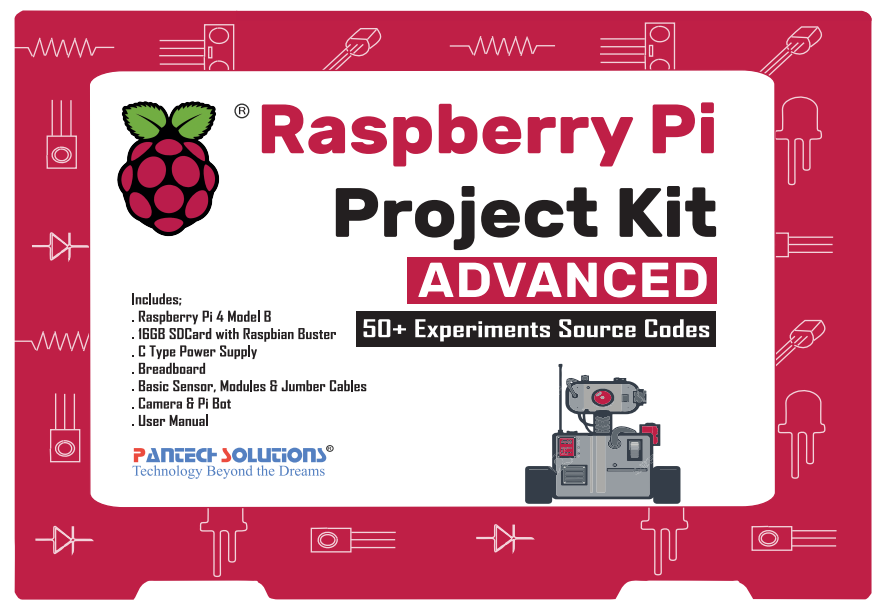 ® Raspberry Pi
Project Kit
ADVANCED
50+ Experiments Source Codes
Includes;
. Raspberry Pi 4 Model B
. 16GB SDCard with Raspbian Buster
. C Type Power Supply
. Breadboard
. Basic Sensor, Modules & Jumber Cables
. Camera & Pi Bot
. User Manual
PANTECH SOLUTIONS®
Technology Beyond the Dreams